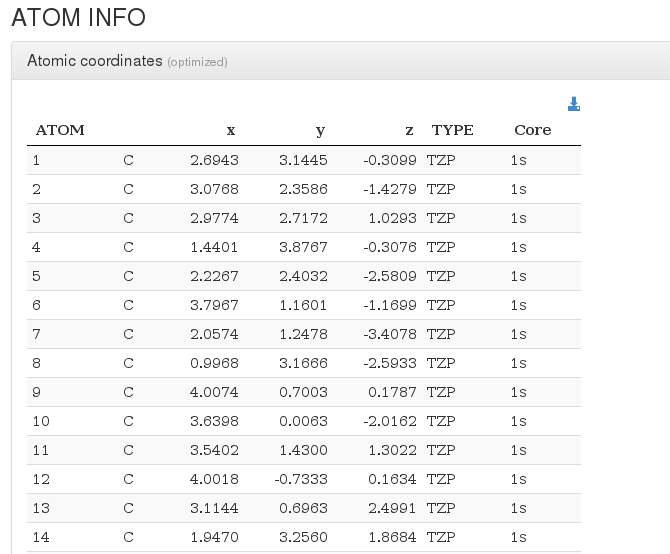 ATOM INFO
Atomic coordinates (optimized)
ATOM x y z TYPE Core
1 C 2.6943 3.1445 -0.3099 TZP 1s
2 C 3.0768 2.3586 -1.4279 TZP 1s
3 C 2.9774 2.7172 1.0293 TZP 1s
4 C 1.4401 3.8767 -0.3076 TZP 1s
5 C 2.2267 2.4032 -2.5809 TZP 1s
6 C 3.7967 1.1601 -1.1699 TZP 1s
7 C 2.0574 1.2478 -3.4078 TZP 1s
8 C 0.9968 3.1666 -2.5933 TZP 1s
9 C 4.0074 0.7003 0.1787 TZP 1s
10 C 3.6398 0.0063 -2.0162 TZP 1s
11 C 3.5402 1.4300 1.3022 TZP 1s
12 C 4.0018 -0.7333 0.1634 TZP 1s
13 C 3.1144 0.6963 2.4991 TZP 1s
14 C 1.9470 3.2560 1.8684 TZP 1s